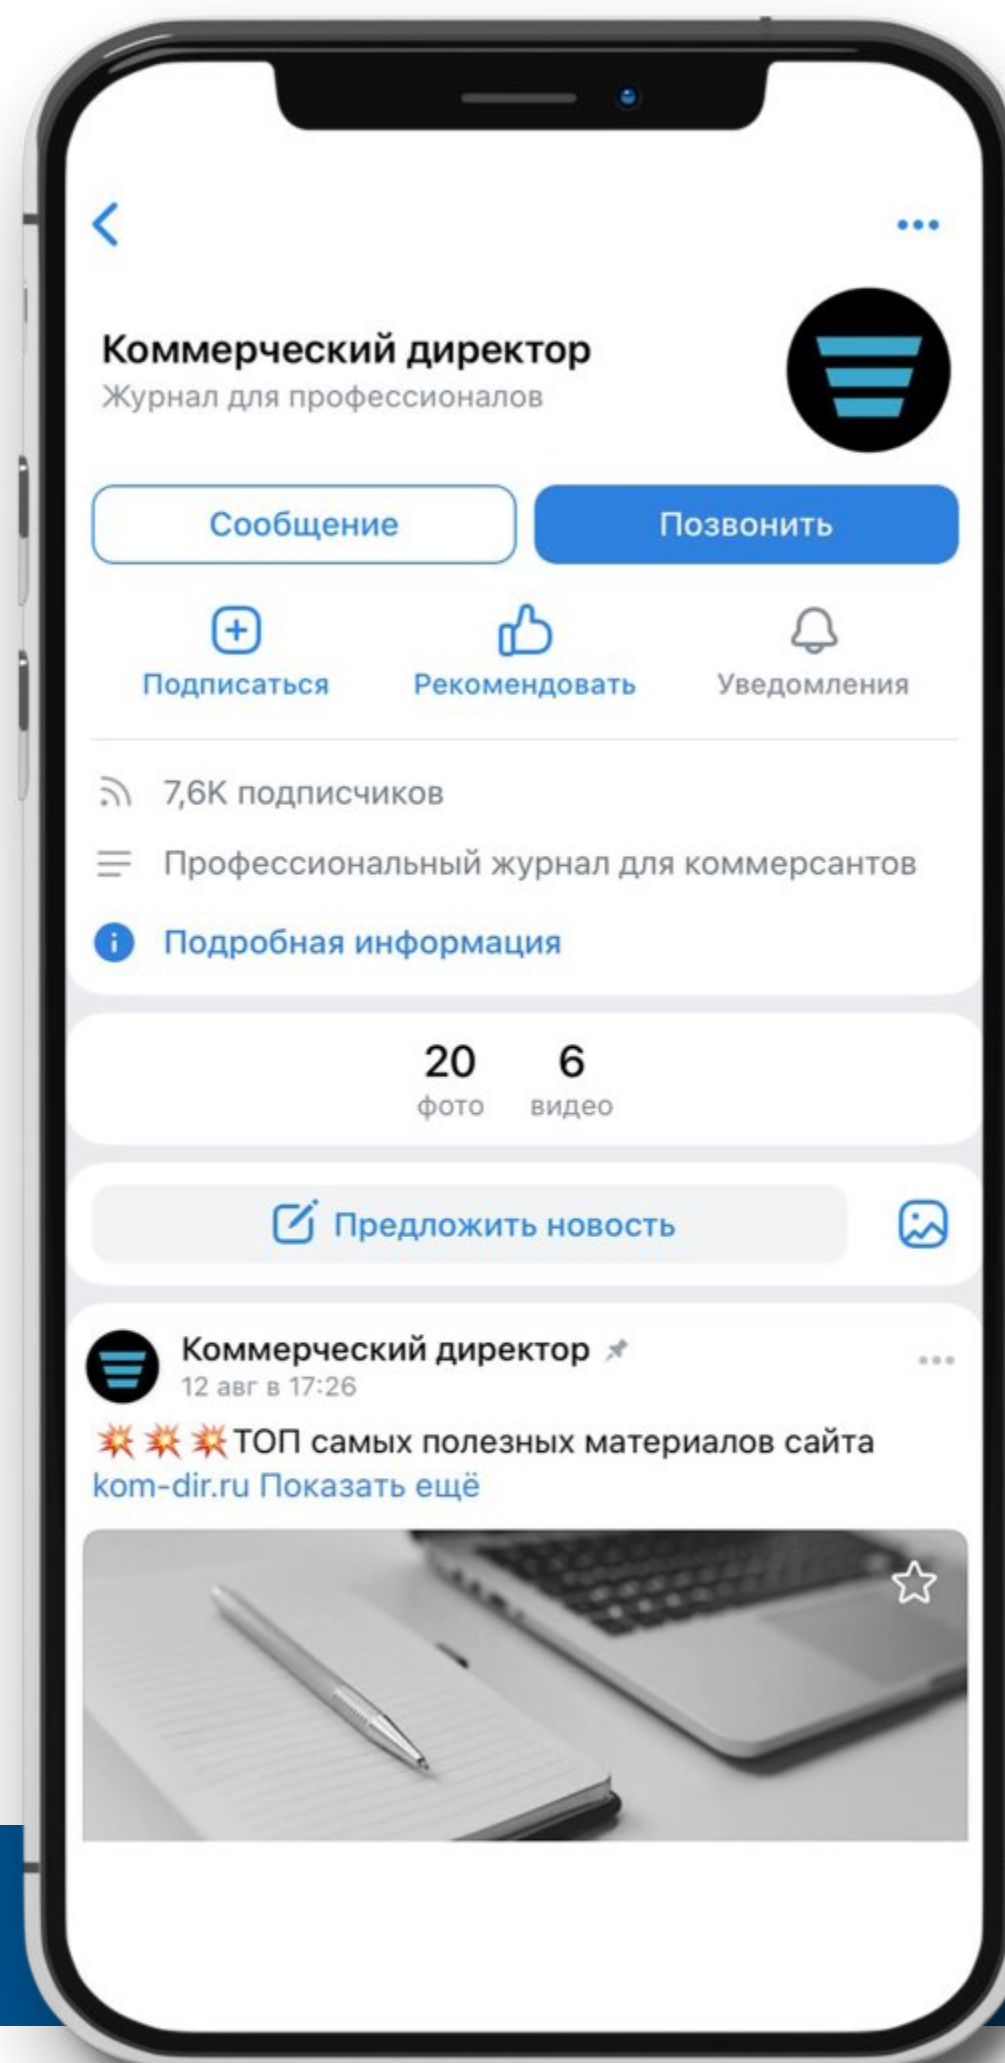 Коммерческий директор
Журнал для профессионалов
Сообщение
Позвонить
Подписаться
Рекомендовать
Уведомления
7,6K подписчиков
Профессиональный журнал для коммерсантов
Подробная информация
20 6
фото видео
Предложить новость
Коммерческий директор
12 авг в 17:26
💥💥💥ТОП самых полезных материалов сайта
kom-dir.ru Показать ещё